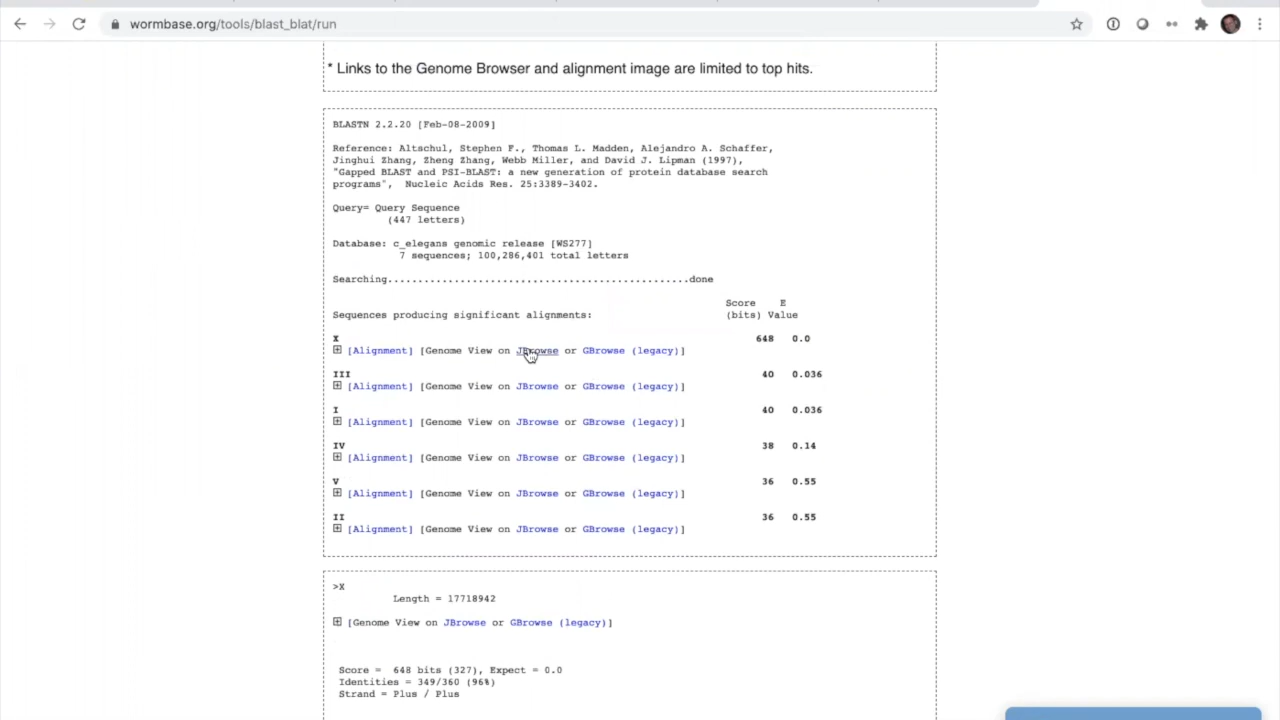 wormbase.org/tools/blast_blat/run
* Links to the Genome Browser and alignment image are limited to top hits.
BLASTN 2.2.20 [Feb-08-2009]
Reference: Altschul, Stephen F., Thomas L. Madden, Alejandro A. Schaffer,
Jinghui Zhang, Zheng Zhang, Webb Miller, and David J. Lipman (1997),
"Gapped BLAST and PSI-BLAST: a new generation of protein database search
programs", Nucleic Acids Res. 25:3389-3402.
Query= Query Sequence
(447 letters)
Database: c_elegans genomic release [WS277]
7 sequences; 100,286,401 total letters
Searching..................................................done
Score E
Sequences producing significant alignments: (bits) Value
X 648 0.0
[Alignment] [Genome View on JBrowse or GBrowse (legacy)]
III 40 0.036
[Alignment] [Genome View on JBrowse or GBrowse (legacy)]
I 40 0.036
[Alignment] [Genome View on JBrowse or GBrowse (legacy)]
IV 38 0.14
[Alignment] [Genome View on JBrowse or GBrowse (legacy)]
V 36 0.55
[Alignment] [Genome View on JBrowse or GBrowse (legacy)]
II 36 0.55
[Alignment] [Genome View on JBrowse or GBrowse (legacy)]
>X
Length = 17718942
[Genome View on JBrowse or GBrowse (legacy)]
Score = 648 bits (327), Expect = 0.0
Identities = 349/360 (96%)
Strand = Plus / Plus